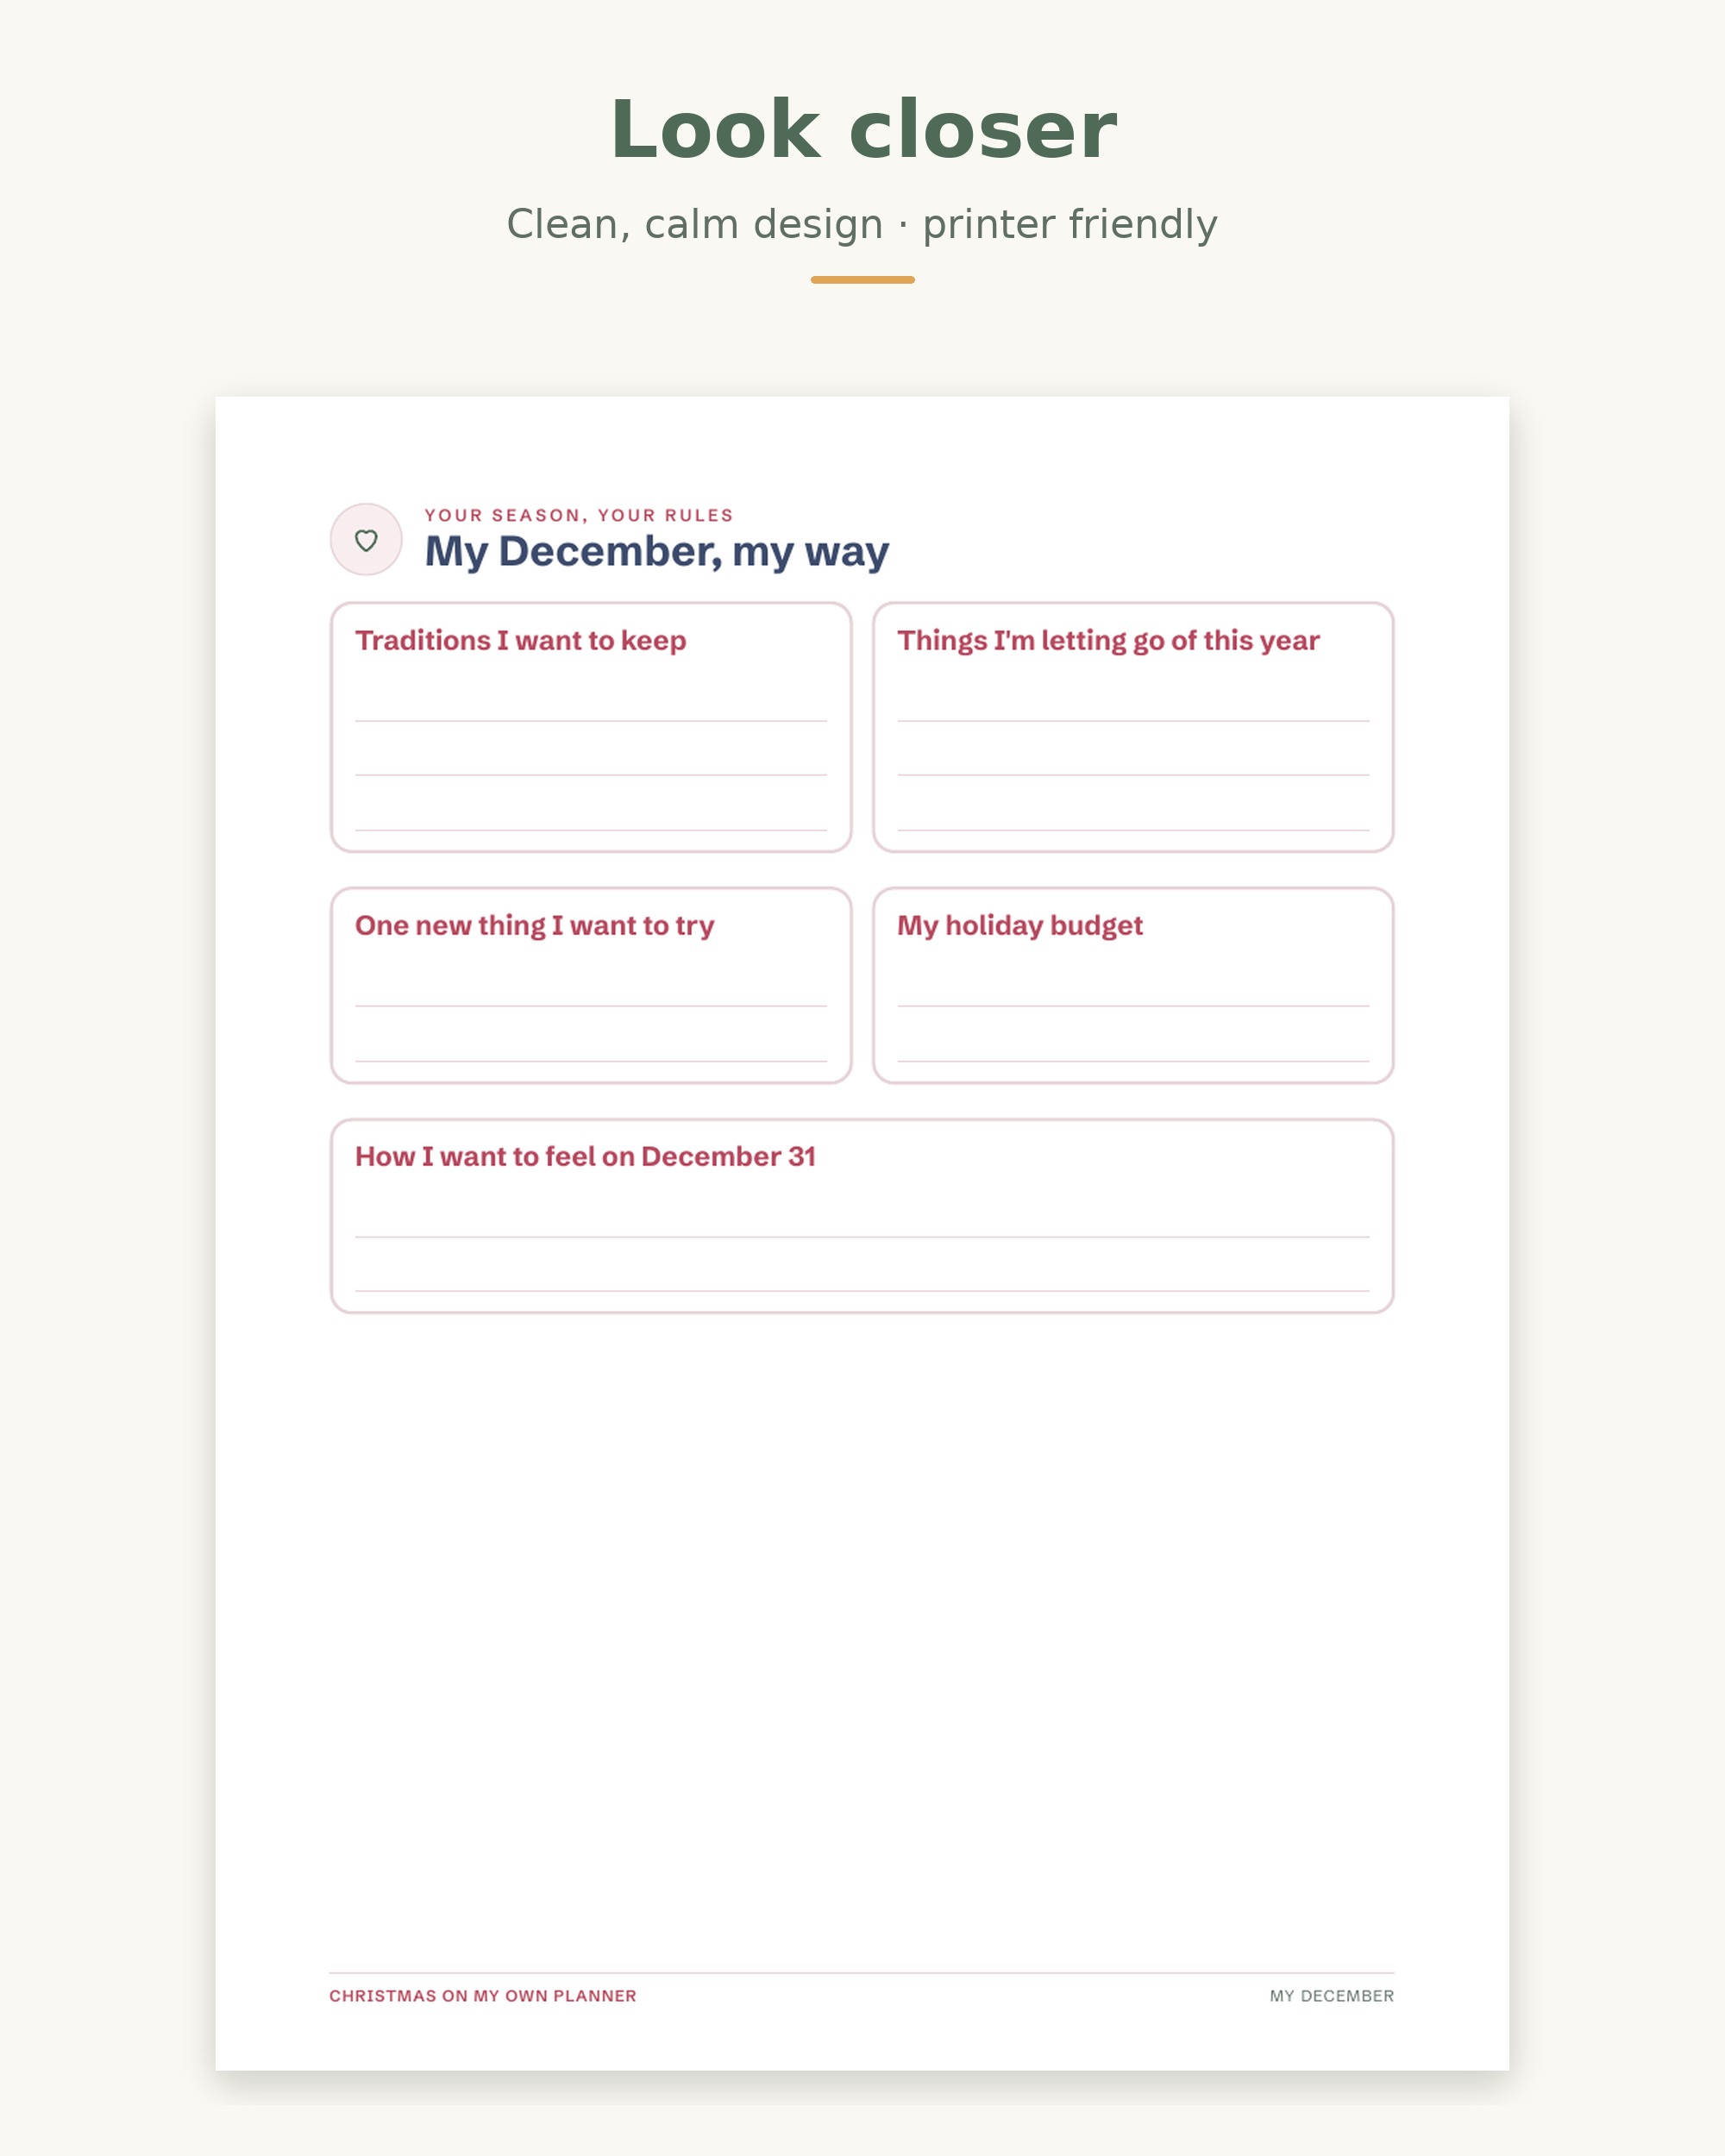 Look closer
Clean, calm design · printer friendly
YOUR SEASON, YOUR RULES
My December, my way
Traditions I want to keep
Things I'm letting go of this year
One new thing I want to try
My holiday budget
How I want to feel on December 31
CHRISTMAS ON MY OWN PLANNER
MY DECEMBER